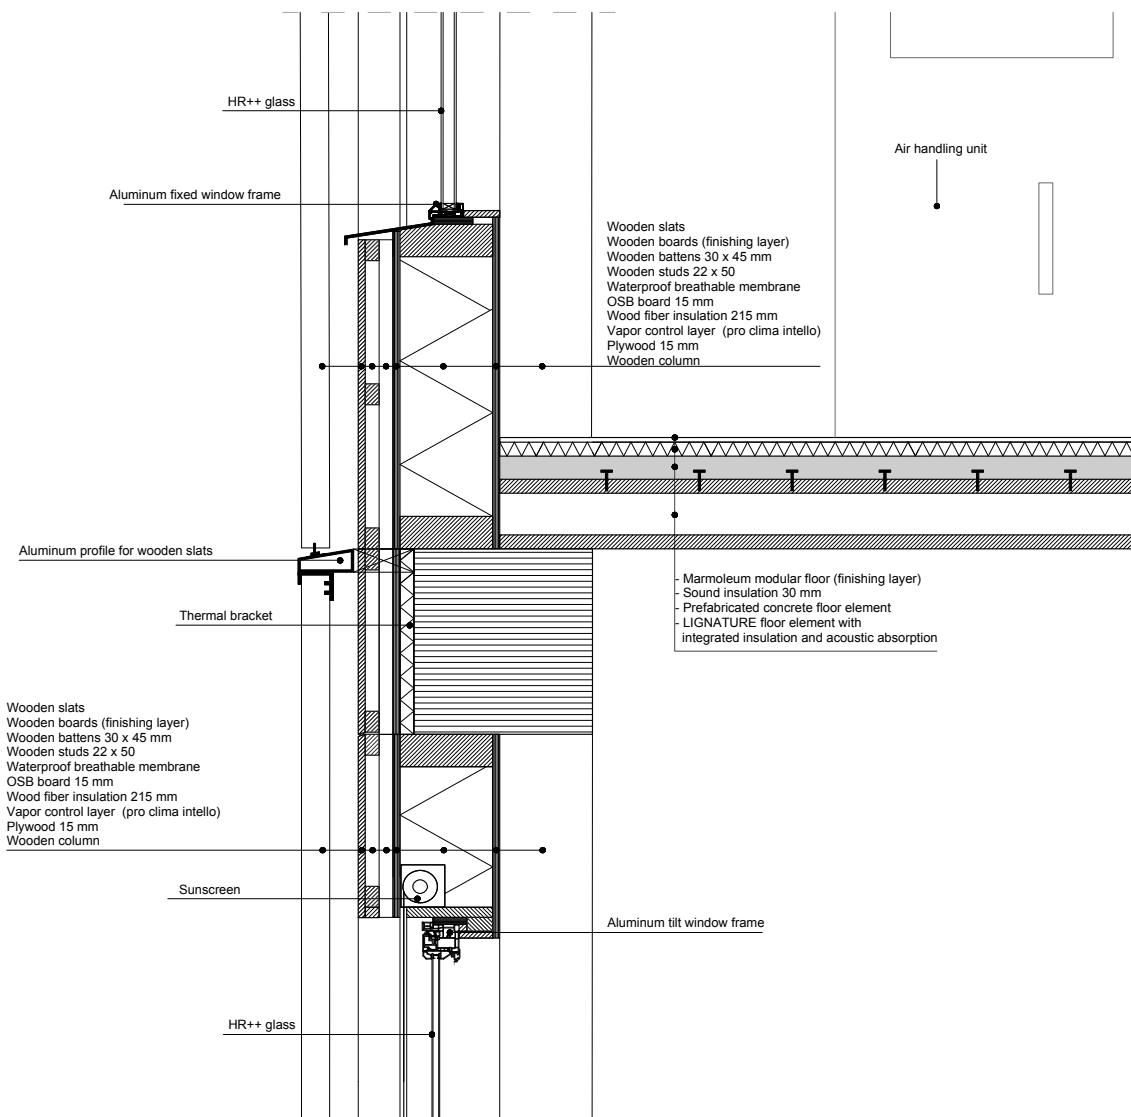 HR++ glass
Aluminum fixed window frame
Air handling unit
Wooden slats
Wooden boards (finishing layer)
Wooden battens 30 x 45 mm
Wooden studs 22 x 50
Waterproof breathable membrane
OSB board 15 mm
Wood fiber insulation 215 mm
Vapor control layer (pro clima intello)
Plywood 15 mm
Wooden column
Aluminum profile for wooden slats
Thermal bracket
- Marmoleum modular floor (finishing layer)
- Sound insulation 30 mm
- Prefabricated concrete floor element
- LIGNATURE floor element with
integrated insulation and acoustic absorption
Wooden slats
Wooden boards (finishing layer)
Wooden battens 30 x 45 mm
Wooden studs 22 x 50
Waterproof breathable membrane
OSB board 15 mm
Wood fiber insulation 215 mm
Vapor control layer (pro clima intello)
Plywood 15 mm
Wooden column
Sunscreen
Aluminum tilt window frame
HR++ glass